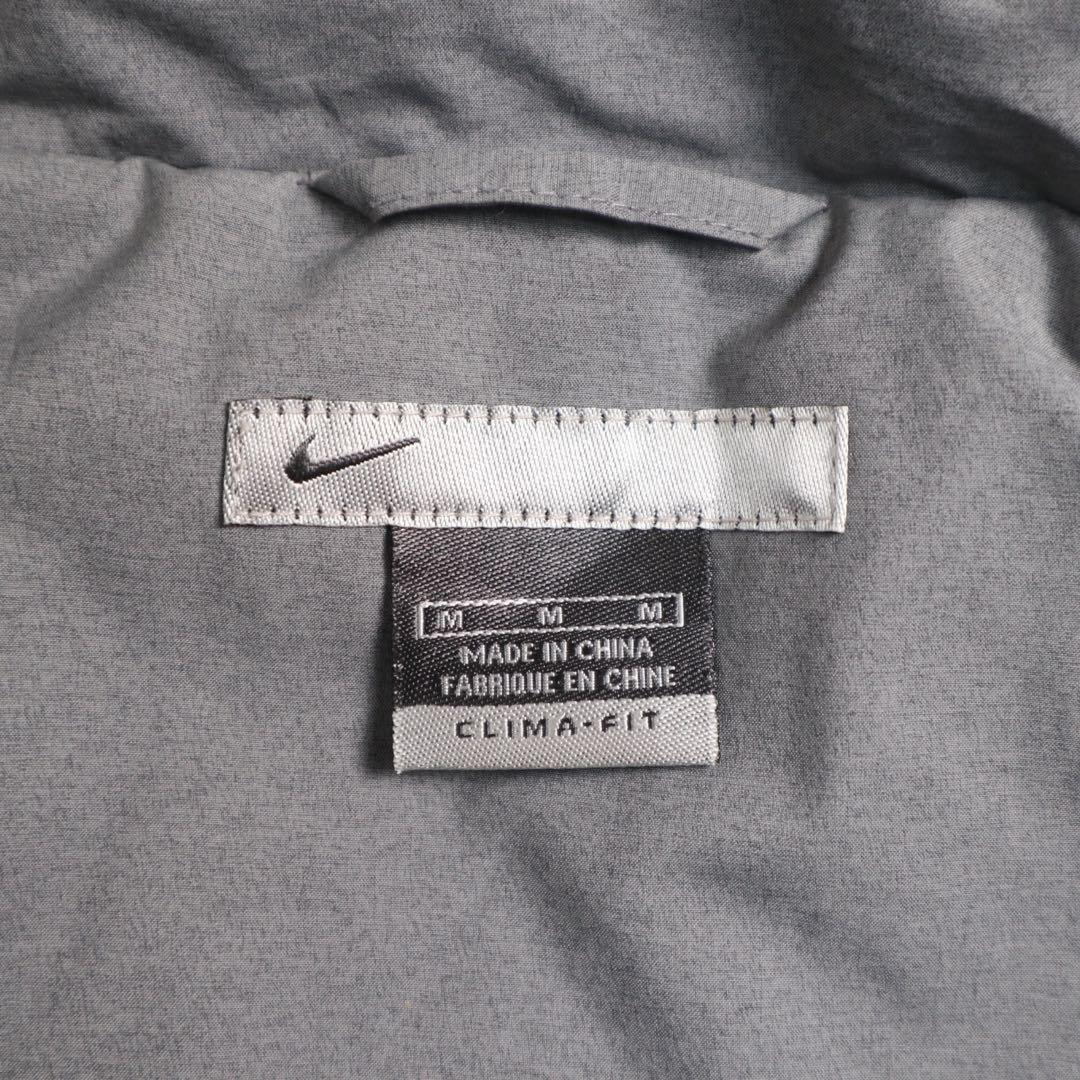 M M M
MADE IN CHINA
FABRIQUE EN CHINE
CLIMA-FIT